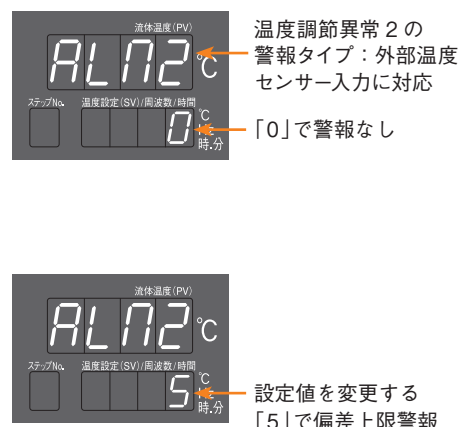 流体温度(PV)
ALM2 ℃
ステップNo. 温度設定(SV)/周波数/時間
0 ℃
Hz
時.分
温度調節異常2の
警報タイプ：外部温度
センサー入力に対応
「0」で警報なし
流体温度(PV)
ALM2 ℃
ステップNo. 温度設定(SV)/周波数/時間
5 ℃
時.分
設定値を変更する
「5」で偏差上限警報